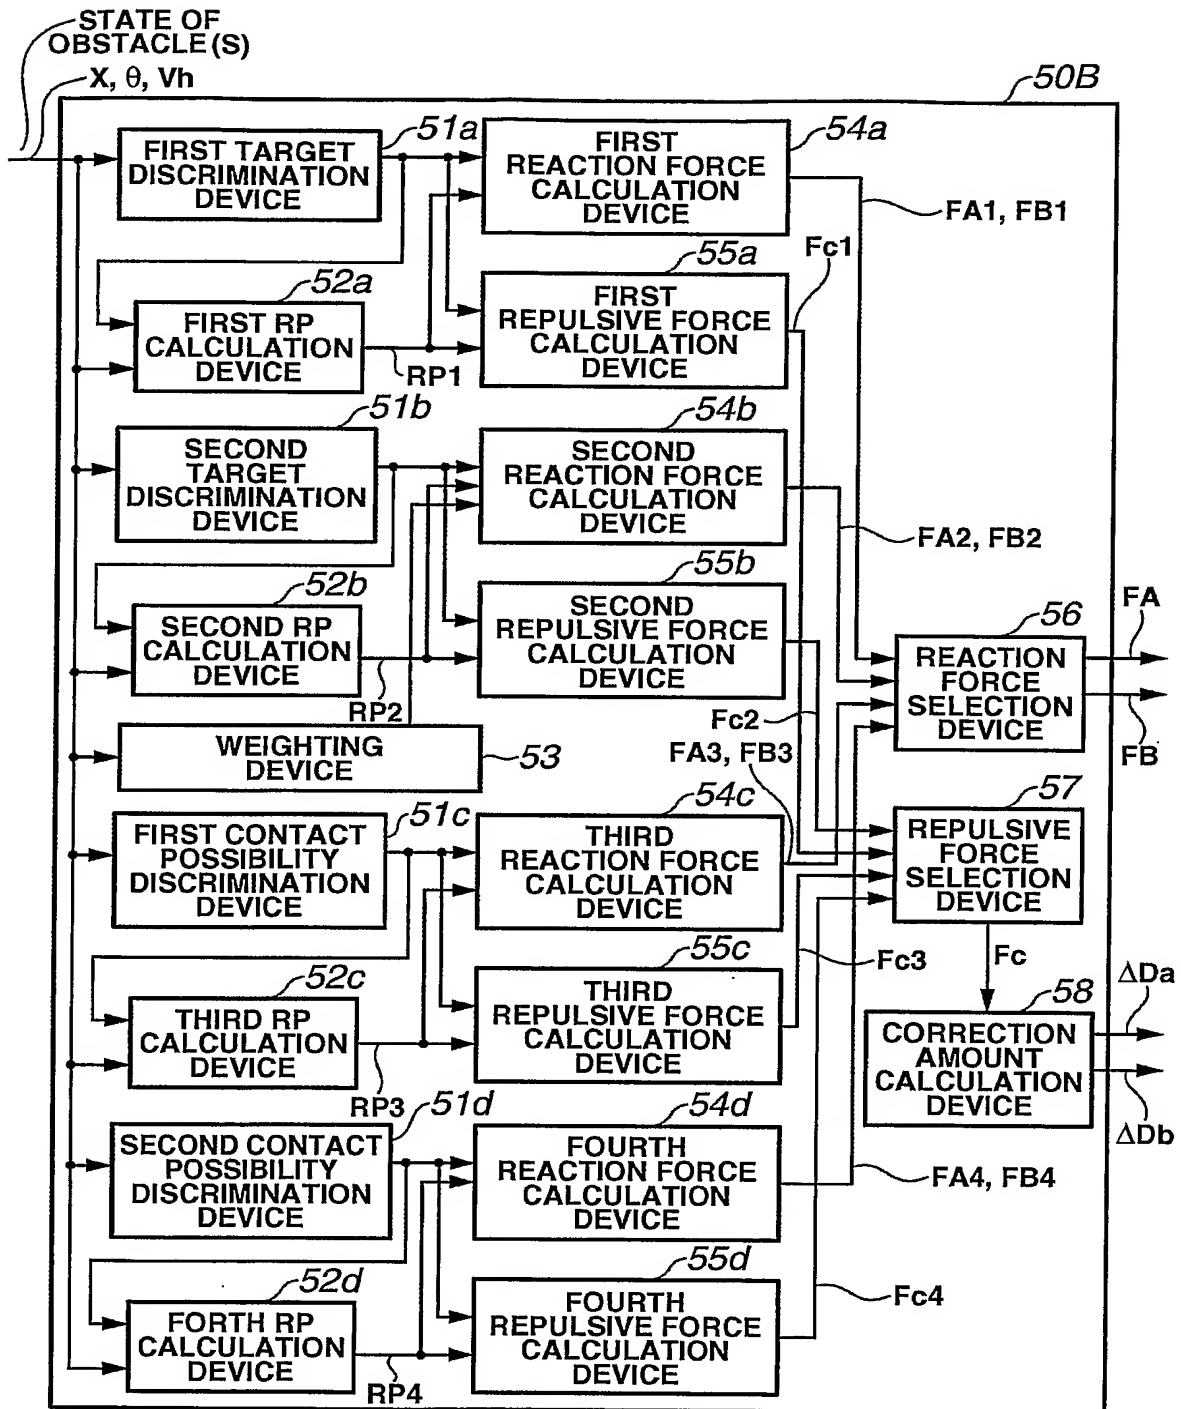 STATE OF
OBSTACLE(S)
X, θ, Vh
50B
51a
FIRST TARGET
DISCRIMINATION
DEVICE
54a
FIRST
REACTION FORCE
CALCULATION
DEVICE
FA1, FB1
Fc1
52a
FIRST RP
CALCULATION
DEVICE
RP1
55a
FIRST
REPULSIVE FORCE
CALCULATION
DEVICE
51b
SECOND
TARGET
DISCRIMINATION
DEVICE
54b
SECOND
REACTION FORCE
CALCULATION
DEVICE
FA2, FB2
52b
SECOND RP
CALCULATION
DEVICE
RP2
55b
SECOND
REPULSIVE FORCE
CALCULATION
DEVICE
56
REACTION
FORCE
SELECTION
DEVICE
FA
FB
Fc2
WEIGHTING
DEVICE
53
FA3, FB3
51c
FIRST CONTACT
POSSIBILITY
DISCRIMINATION
DEVICE
54c
THIRD
REACTION FORCE
CALCULATION
DEVICE
57
REPULSIVE
FORCE
SELECTION
DEVICE
Fc
52c
THIRD RP
CALCULATION
DEVICE
RP3
55c
THIRD
REPULSIVE FORCE
CALCULATION
DEVICE
Fc3
58
CORRECTION
AMOUNT
CALCULATION
DEVICE
ΔDa
ΔDb
51d
SECOND CONTACT
POSSIBILITY
DISCRIMINATION
DEVICE
54d
FOURTH
REACTION FORCE
CALCULATION
DEVICE
FA4, FB4
52d
FORTH RP
CALCULATION
DEVICE
RP4
55d
FOURTH
REPULSIVE FORCE
CALCULATION
DEVICE
Fc4